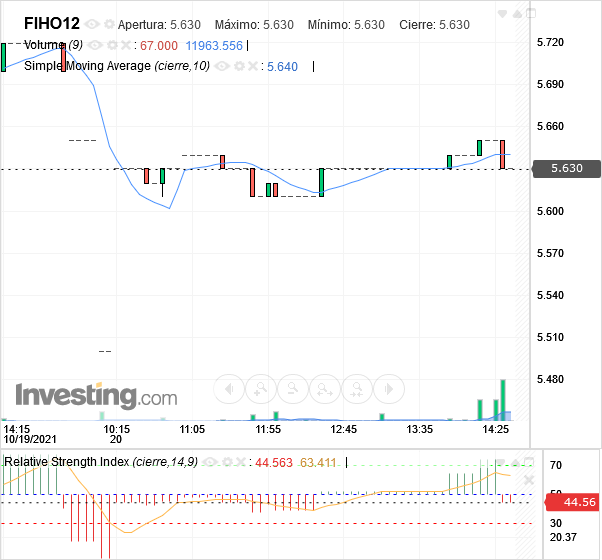 FIHO12 Apertura: 5.630 Máximo: 5.630 Mínimo: 5.630 Cierre: 5.630
Volume (9) 67.000 11963.556
Simple Moving Average (cierre,10) : 5.640
5.720
5.690
5.660
5.630
5.600
5.570
5.540
5.510
5.480
Investing.com
14:15 10:15 11:05 11:55 12:45 13:35 14:25
10/19/2021 20
Relative Strength Index (cierre,14,9) : 44.563 63.411
70
50
44.56
30
20.37